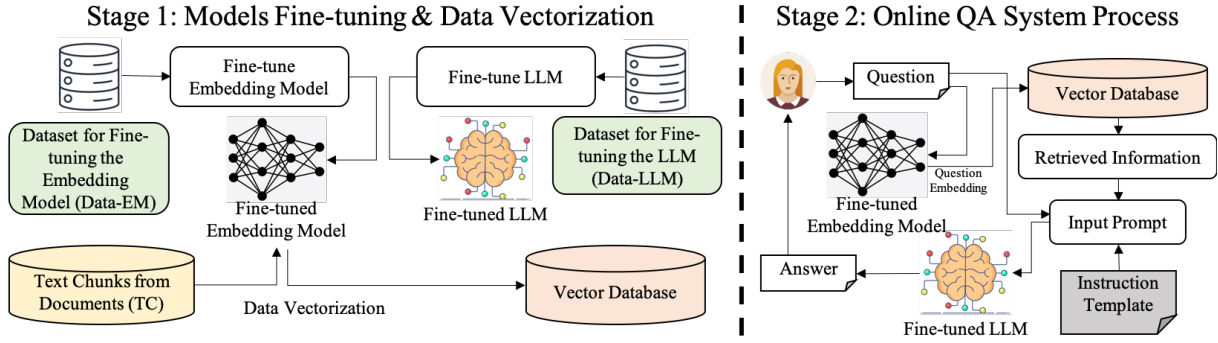 Stage 1: Models Fine-tuning & Data Vectorization
Fine-tune
Embedding Model
Fine-tune LLM
Dataset for Fine-
tuning the
Embedding
Model (Data-EM)
Dataset for Fine-
tuning the LLM
(Data-LLM)
Fine-tuned
Embedding Model
Fine-tuned LLM
Text Chunks from
Documents (TC)
Data Vectorization
Vector Database
Stage 2: Online QA System Process
Question
Vector Database
Retrieved Information
Question
Embedding
Fine-tuned
Embedding Model
Input Prompt
Answer
Instruction
Template
Fine-tuned LLM